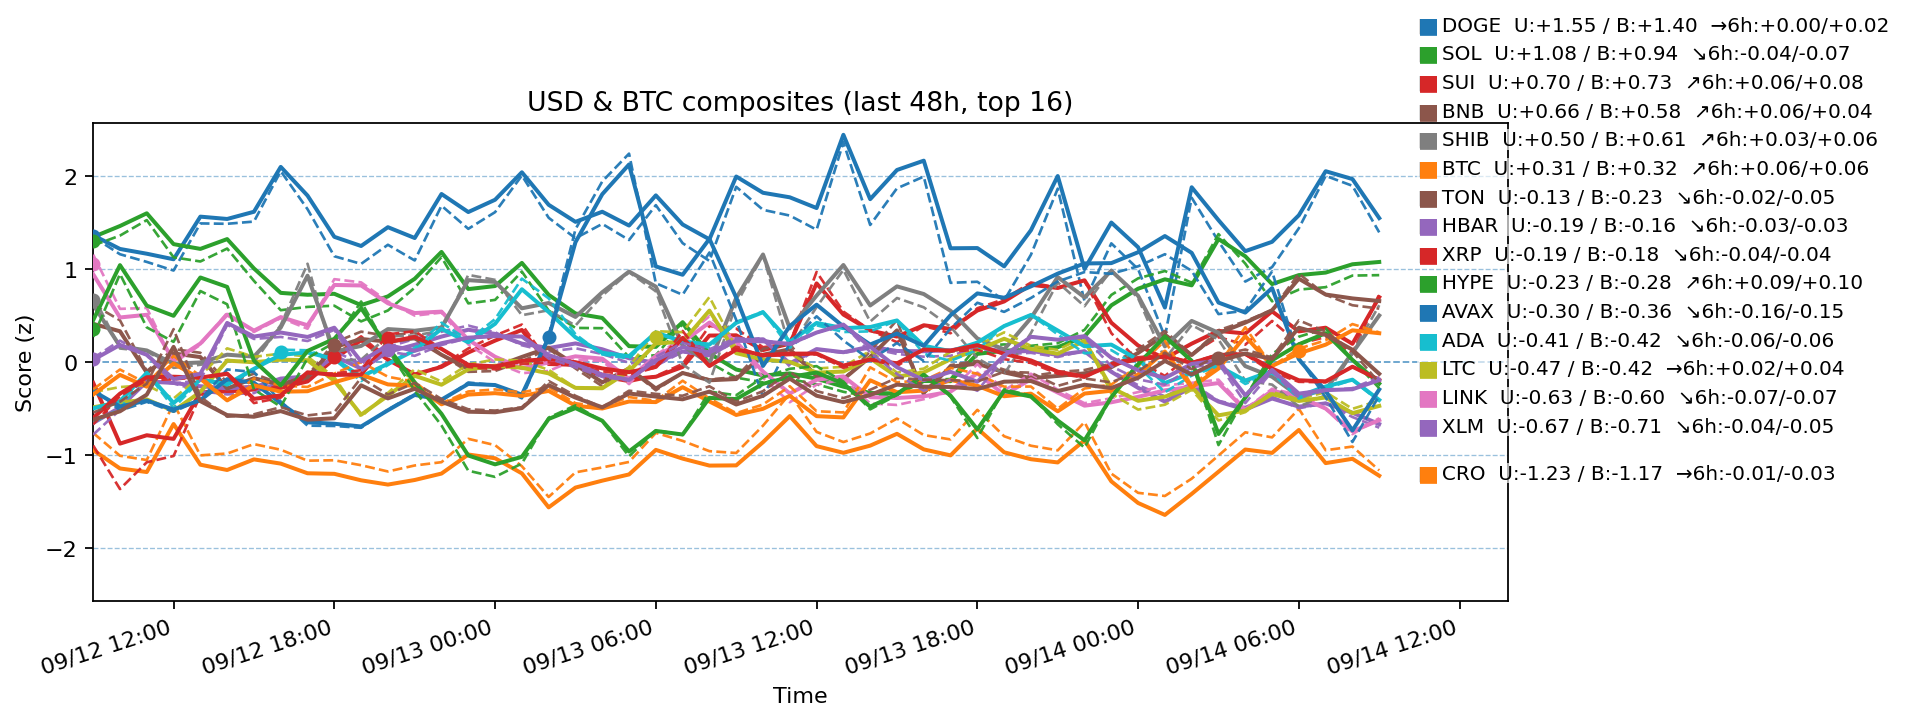 DOGE  U:+1.55 / B:+1.40  →6h:+0.00/+0.02
SOL  U:+1.08 / B:+0.94  ↘6h:-0.04/-0.07
SUI  U:+0.70 / B:+0.73  ↗6h:+0.06/+0.08
BNB  U:+0.66 / B:+0.58  ↗6h:+0.06/+0.04
SHIB  U:+0.50 / B:+0.61  ↗6h:+0.03/+0.06
BTC  U:+0.31 / B:+0.32  ↗6h:+0.06/+0.06
TON  U:-0.13 / B:-0.23  ↘6h:-0.02/-0.05
HBAR  U:-0.19 / B:-0.16  ↘6h:-0.03/-0.03
XRP  U:-0.19 / B:-0.18  ↘6h:-0.04/-0.04
HYPE  U:-0.23 / B:-0.28  ↗6h:+0.09/+0.10
AVAX  U:-0.30 / B:-0.36  ↘6h:-0.16/-0.15
ADA  U:-0.41 / B:-0.42  ↘6h:-0.06/-0.06
LTC  U:-0.47 / B:-0.42  →6h:+0.02/+0.04
LINK  U:-0.63 / B:-0.60  ↘6h:-0.07/-0.07
XLM  U:-0.67 / B:-0.71  ↘6h:-0.04/-0.05
CRO  U:-1.23 / B:-1.17  →6h:-0.01/-0.03
USD & BTC composites (last 48h, top 16)
Score (z)
2
1
0
−1
−2
09/12 12:00
09/12 18:00
09/13 00:00
09/13 06:00
09/13 12:00
09/13 18:00
09/14 00:00
09/14 06:00
09/14 12:00
Time